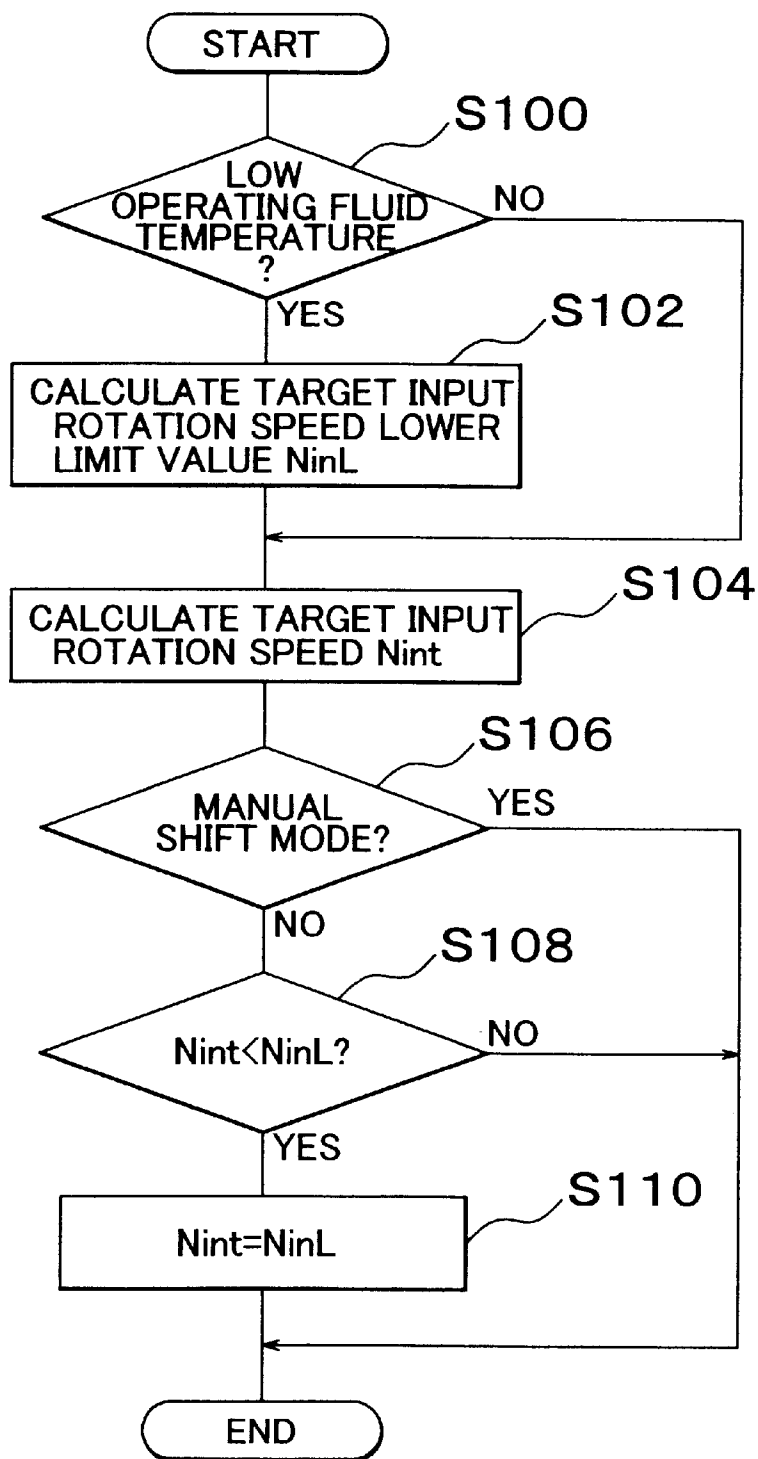 START
S100
LOW
OPERATING FLUID
TEMPERATURE
?
NO
YES
S102
CALCULATE TARGET INPUT
ROTATION SPEED LOWER
LIMIT VALUE NinL
S104
CALCULATE TARGET INPUT
ROTATION SPEED Nint
S106
MANUAL
SHIFT MODE?
YES
NO
S108
Nint<NinL?
NO
YES
S110
Nint=NinL
END